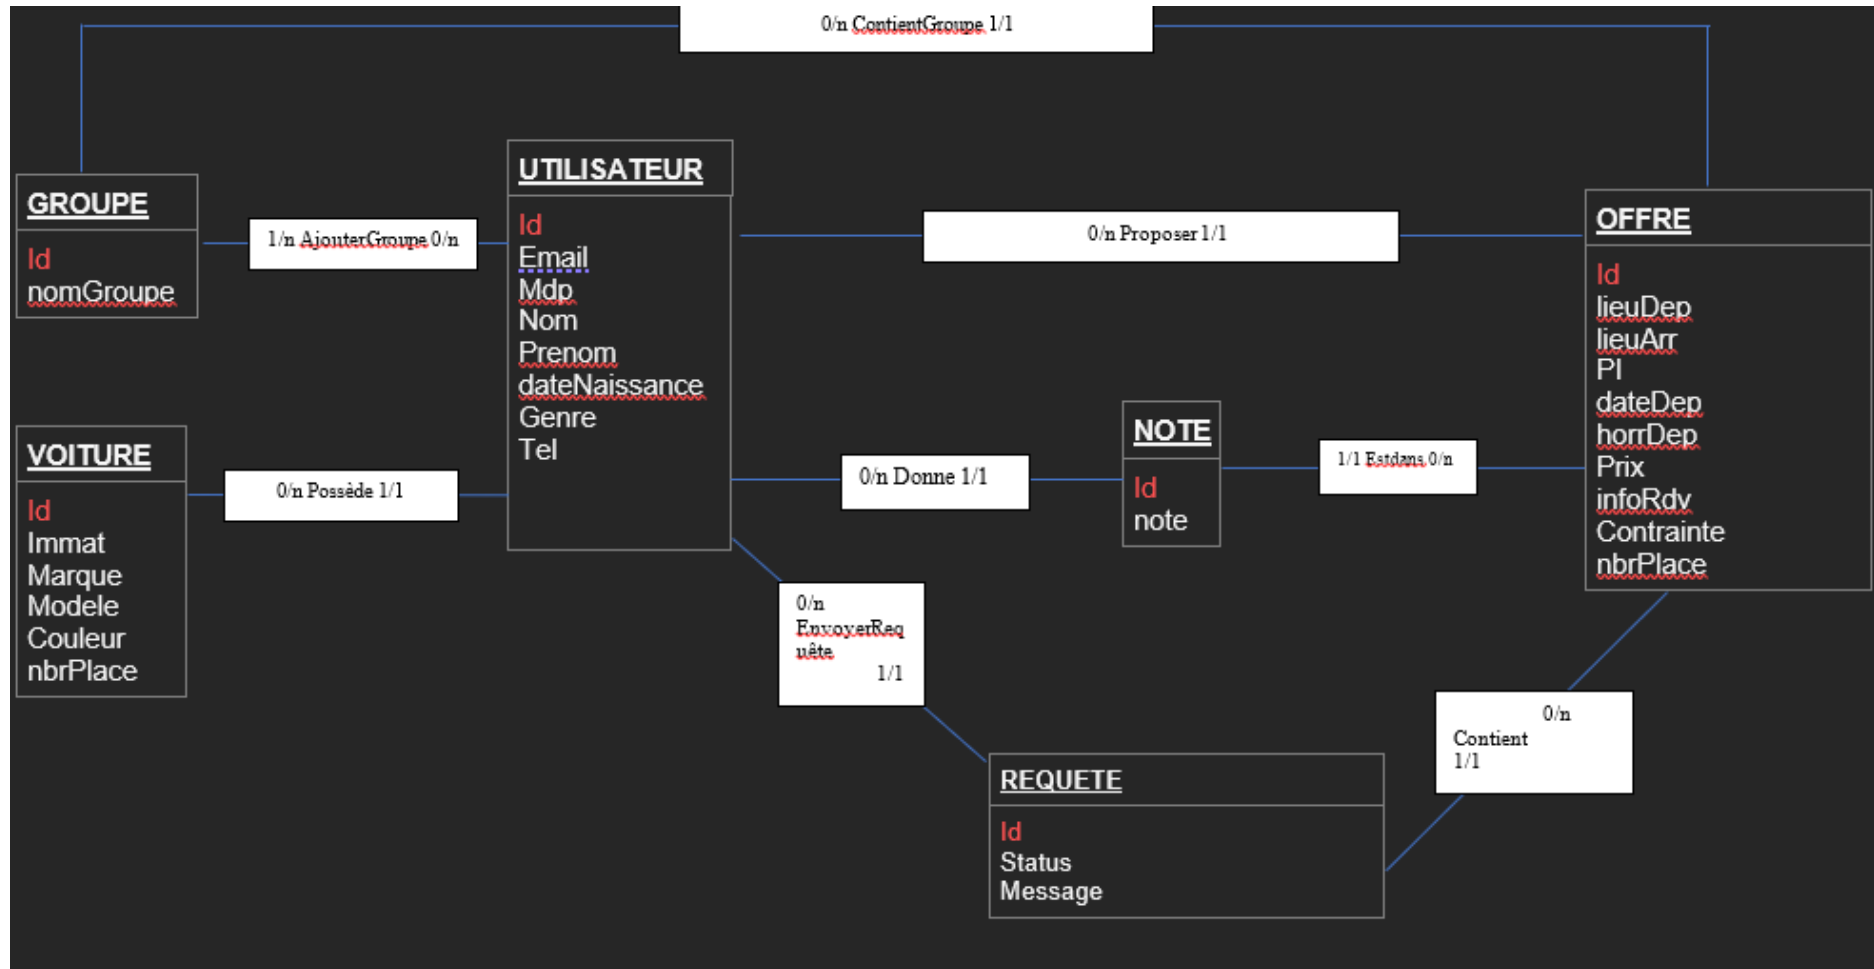 0/n ContientGroupe 1/1
GROUPE
Id
nomGroupe
1/n AjouterGroupe 0/n
UTILISATEUR
Id
Email
Mdp
Nom
Prenom
dateNaissance
Genre
Tel
0/n Proposer 1/1
OFFRE
Id
lieuDep
lieuArr
Pl
dateDep
horrDep
Prix
infoRdv
Contrainte
nbrPlace
VOITURE
Id
Immat
Marque
Modele
Couleur
nbrPlace
0/n Possède 1/1
0/n Donne 1/1
NOTE
Id
note
1/1 Estdans 0/n
0/n
EnvoyerReq
uête
1/1
REQUETE
Id
Status
Message
0/n
Contient
1/1